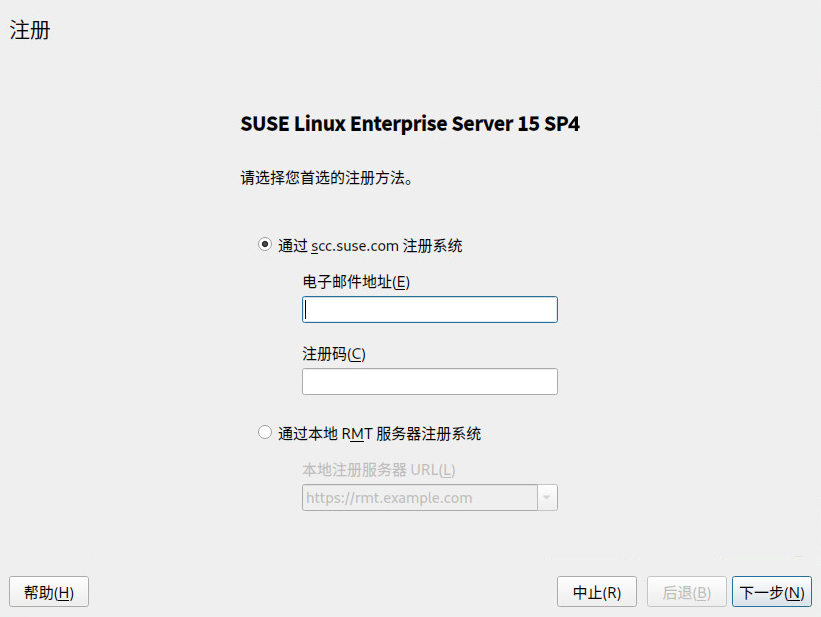 注册
SUSE Linux Enterprise Server 15 SP4
请选择您首选的注册方法。
通过 scc.suse.com 注册系统
电子邮件地址(E)
注册码(C)
通过本地 RMT 服务器注册系统
本地注册服务器 URL(L)
https://rmt.example.com
帮助(H) 中止(R) 后退(B) 下一步(N)